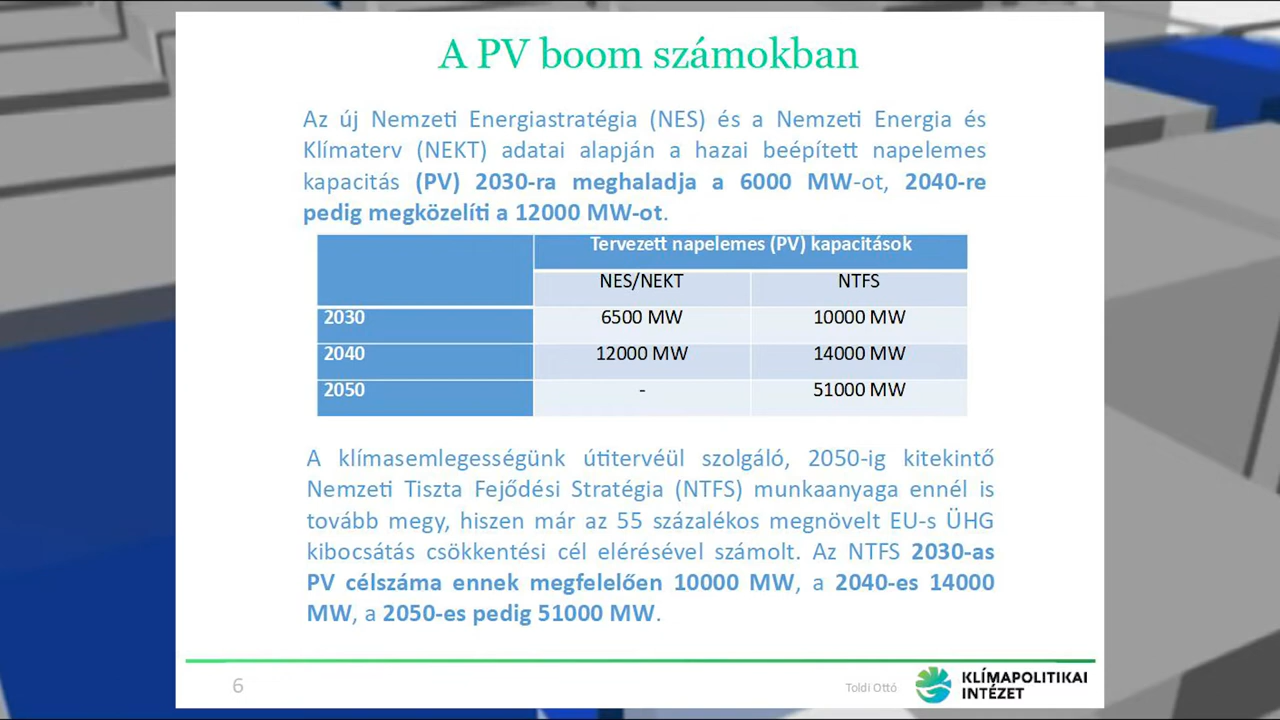 A PV boom számokban
Az új Nemzeti Energiastratégia (NES) és a Nemzeti Energia és
Klímaterv (NEKT) adatai alapján a hazai beépített napelemes
kapacitás (PV) 2030-ra meghaladja a 6000 MW-ot, 2040-re
pedig megközelíti a 12000 MW-ot.
Tervezett napelemes (PV) kapacitások
NES/NEKT NTFS
2030 6500 MW 10000 MW
2040 12000 MW 14000 MW
2050 - 51000 MW
A klímasemlegességünk útitervéül szolgáló, 2050-ig kitekintő
Nemzeti Tiszta Fejődési Stratégia (NTFS) munkaanyaga ennél is
tovább megy, hiszen már az 55 százalékos megnövelt EU-s ÜHG
kibocsátás csökkentési cél elérésével számolt. Az NTFS 2030-as
PV célszáma ennek megfelelően 10000 MW, a 2040-es 14000
MW, a 2050-es pedig 51000 MW.
6
Toldi Ottó
KLÍMAPOLITIKAI
INTÉZET